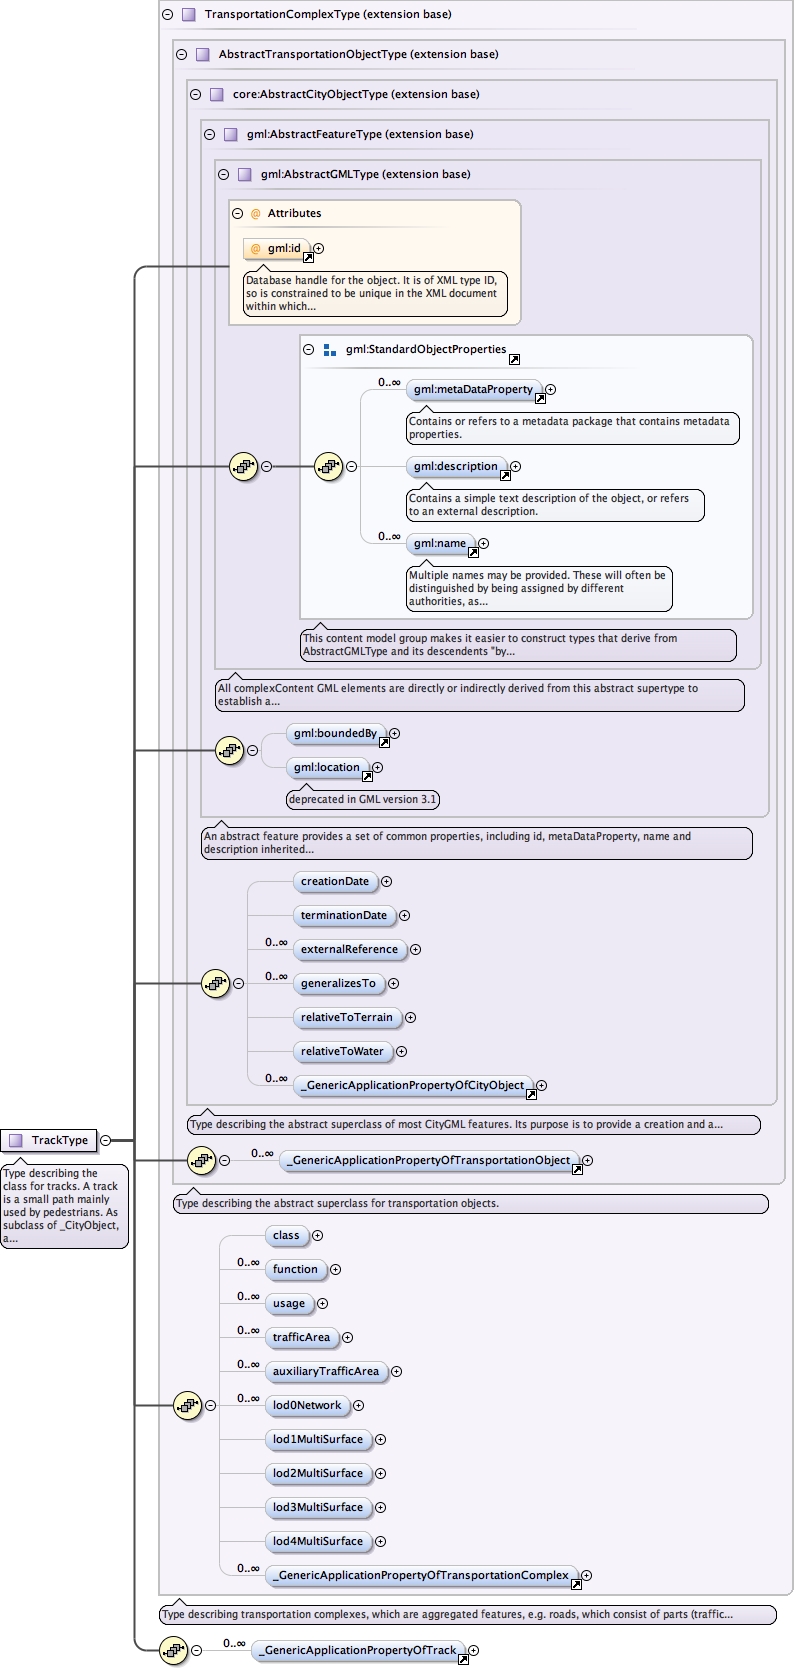 TransportationComplexType (extension base)
AbstractTransportationObjectType (extension base)
core:AbstractCityObjectType (extension base)
gml:AbstractFeatureType (extension base)
gml:AbstractGMLType (extension base)
@ Attributes
@ gml:id
Database handle for the object. It is of XML type ID,
so is constrained to be unique in the XML document
within which...
gml:StandardObjectProperties
0..∞
gml:metaDataProperty
Contains or refers to a metadata package that contains metadata
properties.
gml:description
Contains a simple text description of the object, or refers
to an external description.
0..∞
gml:name
Multiple names may be provided. These will often be
distinguished by being assigned by different
authorities, as...
This content model group makes it easier to construct types that derive from
AbstractGMLType and its descendents "by...
All complexContent GML elements are directly or indirectly derived from this abstract supertype to
establish a...
gml:boundedBy
gml:location
deprecated in GML version 3.1
An abstract feature provides a set of common properties, including id, metaDataProperty, name and
description inherited...
creationDate
terminationDate
0..∞
externalReference
0..∞
generalizesTo
relativeToTerrain
relativeToWater
0..∞
_GenericApplicationPropertyOfCityObject
Type describing the abstract superclass of most CityGML features. Its purpose is to provide a creation and a...
TrackType
Type describing the
class for tracks. A track
is a small path mainly
used by pedestrians. As
subclass of _CityObject,
a...
0..∞
_GenericApplicationPropertyOfTransportationObject
Type describing the abstract superclass for transportation objects.
class
0..∞
function
0..∞
usage
0..∞
trafficArea
0..∞
auxiliaryTrafficArea
0..∞
lod0Network
lod1MultiSurface
lod2MultiSurface
lod3MultiSurface
lod4MultiSurface
0..∞
_GenericApplicationPropertyOfTransportationComplex
Type describing transportation complexes, which are aggregated features, e.g. roads, which consist of parts (traffic...
0..∞
_GenericApplicationPropertyOfTrack